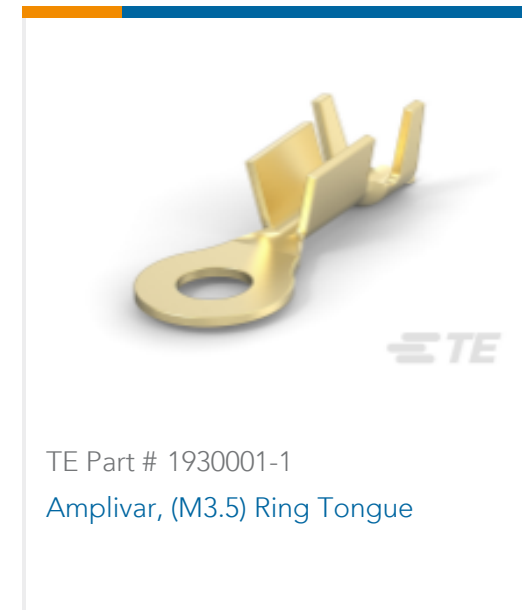 TE
TE Part # 1930001-1
Amplivar, (M3.5) Ring Tongue